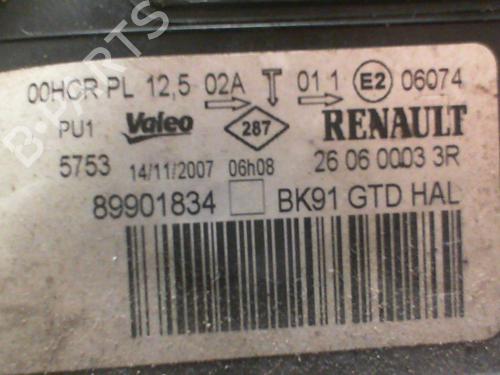 00HCR PL 12,5 02A T 01 1 E2 06074
PU1 Valeo 287 RENAULT
5753 14/11/2007 06h08 26 06 0003 3R
89901834 BK91 GTD HAL
B-PARTS